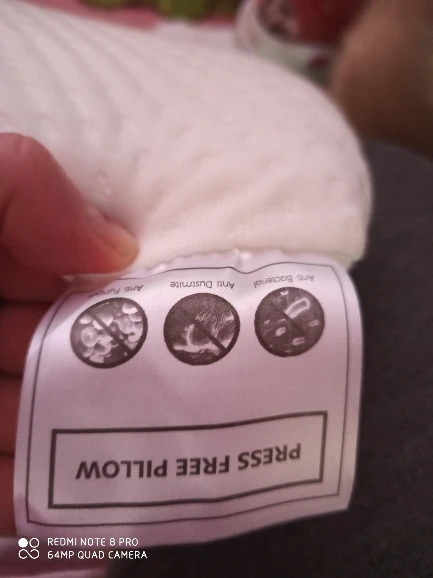 PRESS FREE PILLOW
Anti Bacterial
Anti Dustmite
Anti Fungal
REDMI NOTE 8 PRO
64MP QUAD CAMERA